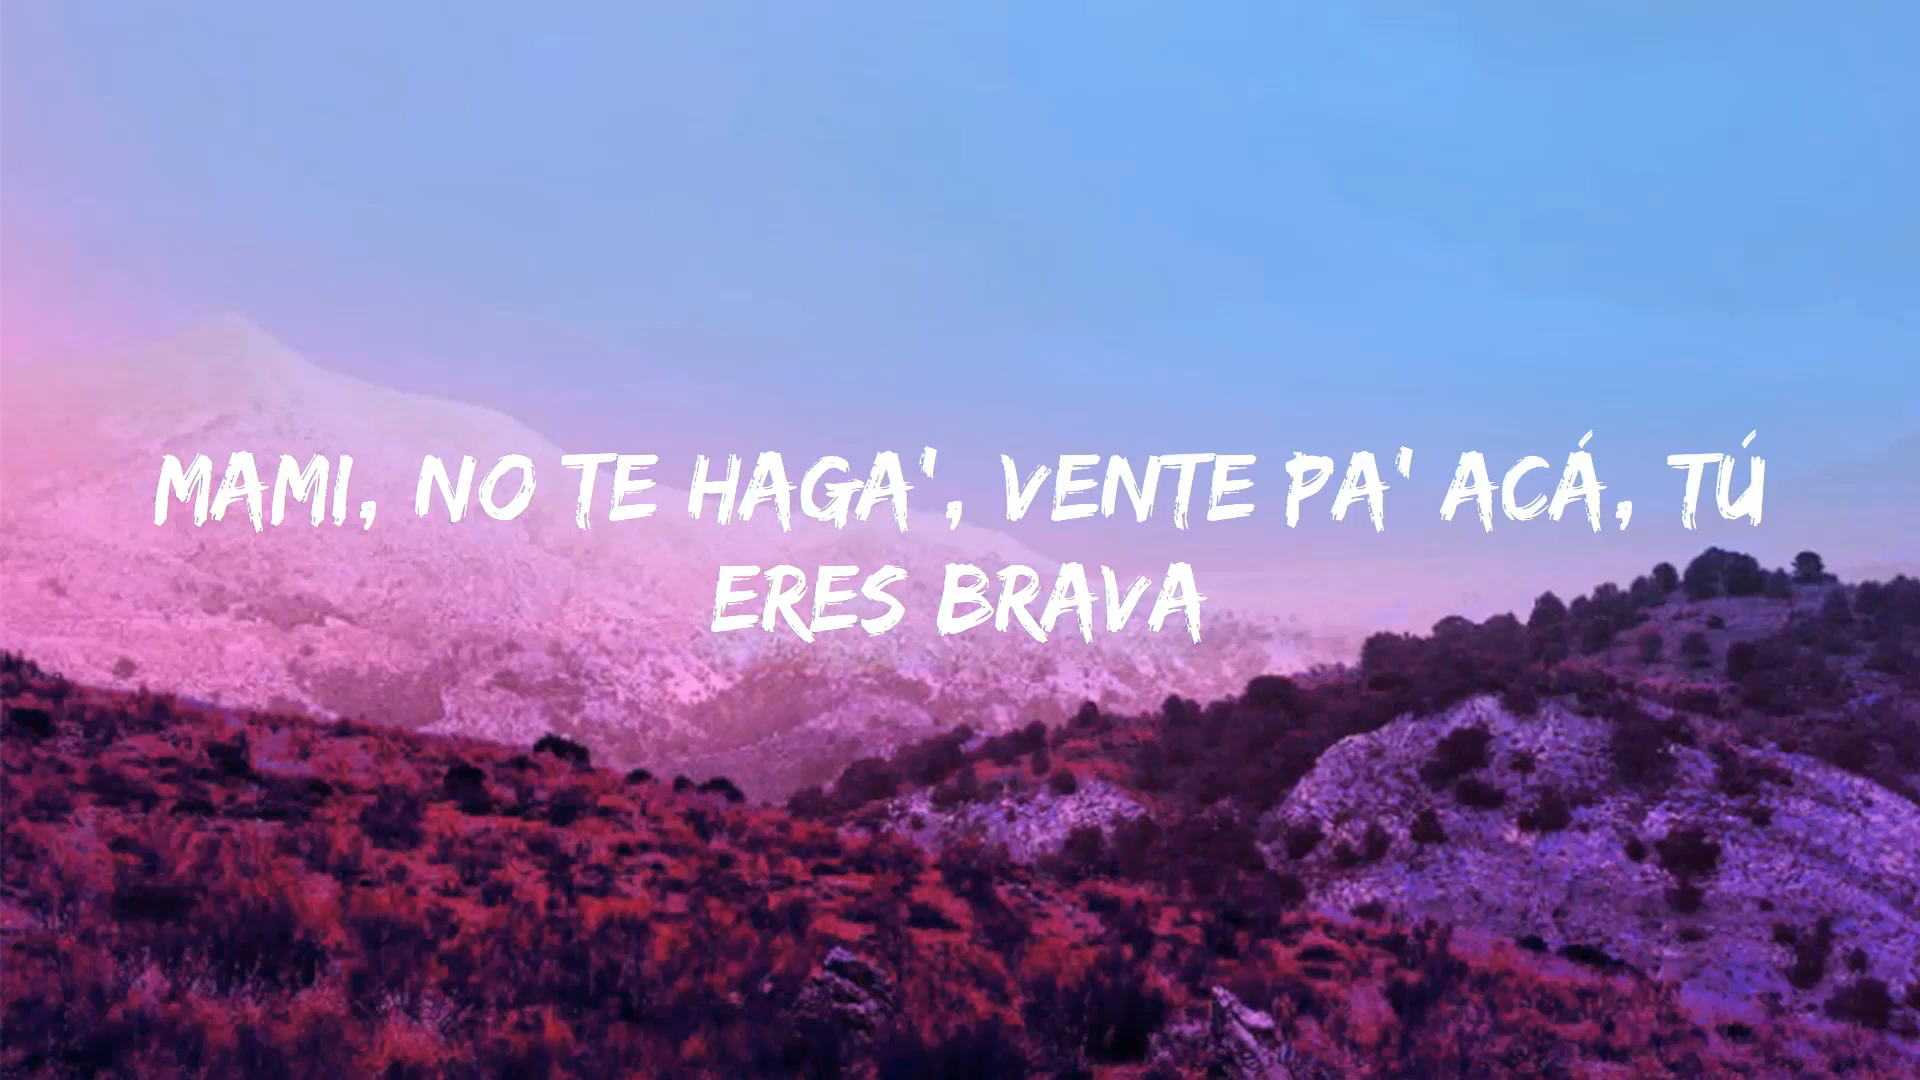 MAMI, NO TE HAGA', VENTE PA' ACÁ, TÚ
ERES BRAVA